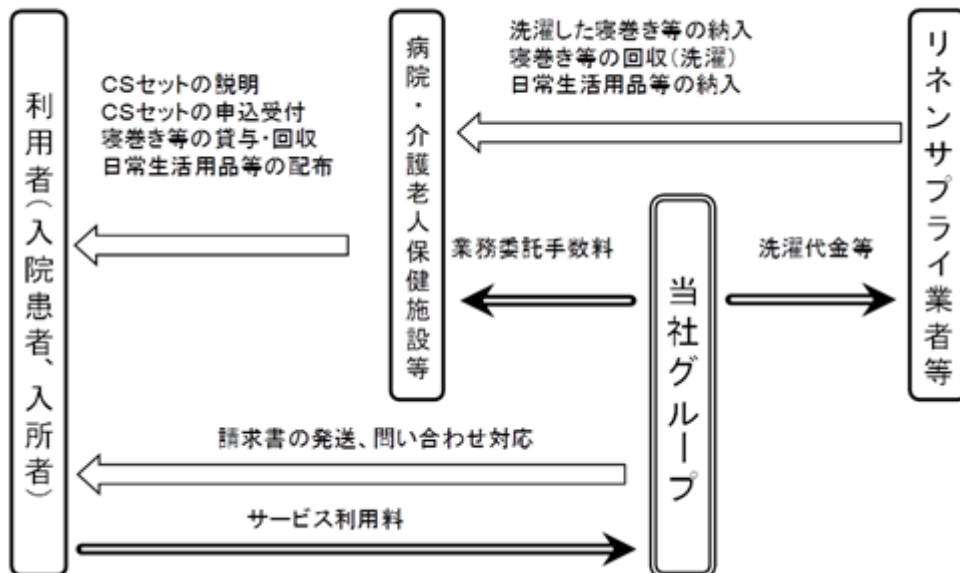 利用者(入院患者、入所者)
CSセットの説明
CSセットの申込受付
寝巻き等の貸与・回収
日常生活用品等の配布
病院・介護老人保健施設等
洗濯した寝巻き等の納入
寝巻き等の回収(洗濯)
日常生活用品等の納入
リネンサプライ業者等
業務委託手数料
当社グループ
洗濯代金等
請求書の発送、問い合わせ対応
サービス利用料